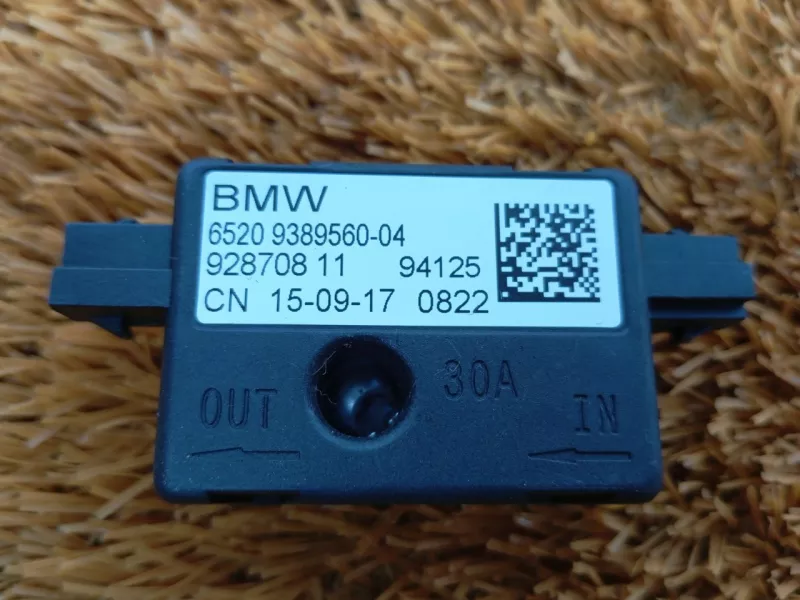 BMW
6520 9389560-04
928708 11 94125
CN 15-09-17 0822
OUT 30A IN